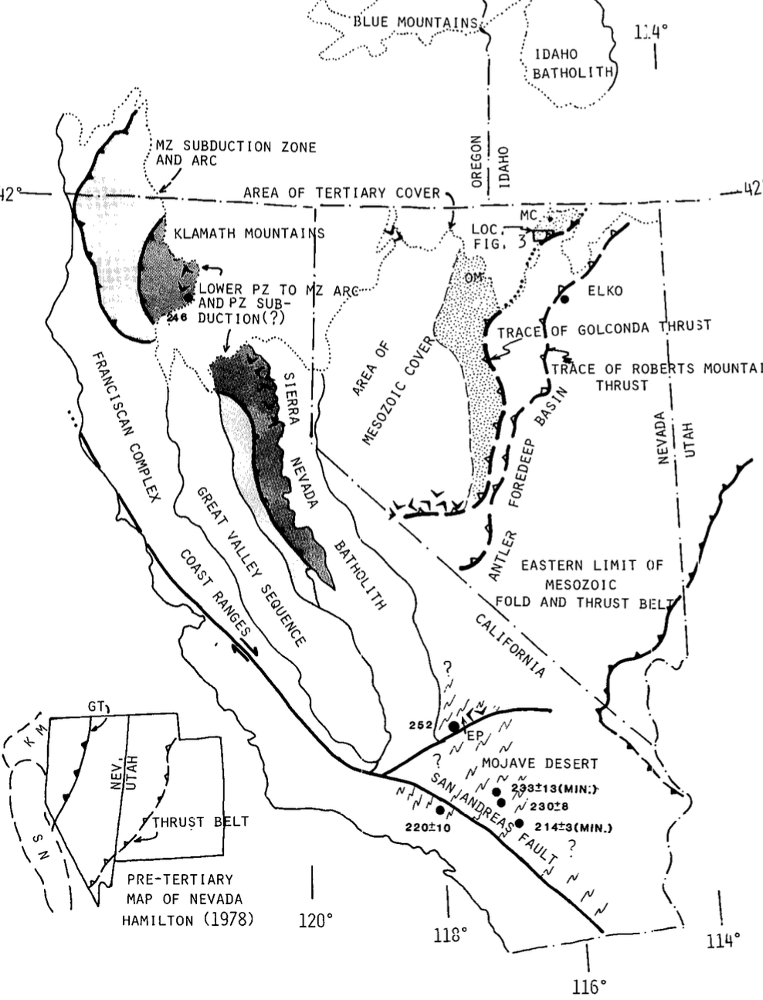 BLUE MOUNTAINS
114°
IDAHO
BATHOLITH
MZ SUBDUCTION ZONE
AND ARC
OREGON
IDAHO
42°
AREA OF TERTIARY COVER
42°
MC
KLAMATH MOUNTAINS
LOC.
FIG. 3
OM
LOWER PZ TO MZ ARC
AND PZ SUB-
DUCTION(?)
246
ELKO
TRACE OF GOLCONDA THRUST
AREA OF
MESOZOIC COVER
TRACE OF ROBERTS MOUNTAI
THRUST
FRANCISCAN COMPLEX
SIERRA
NEVADA
BATHOLITH
BASIN
FOREDEEP
ANTLER
NEVADA
UTAH
GREAT VALLEY SEQUENCE
COAST RANGES
EASTERN LIMIT OF
MESOZOIC
FOLD AND THRUST BELT
CALIFORNIA
?
252
EP
?
MOJAVE DESERT
SAN ANDREAS FAULT
233±13(MIN.)
230±8
214±3(MIN.)
220±10
?
GT
KM
NEV.
UTAH
SN
THRUST BELT
PRE-TERTIARY
MAP OF NEVADA
HAMILTON (1978)
120°
118°
116°
114°